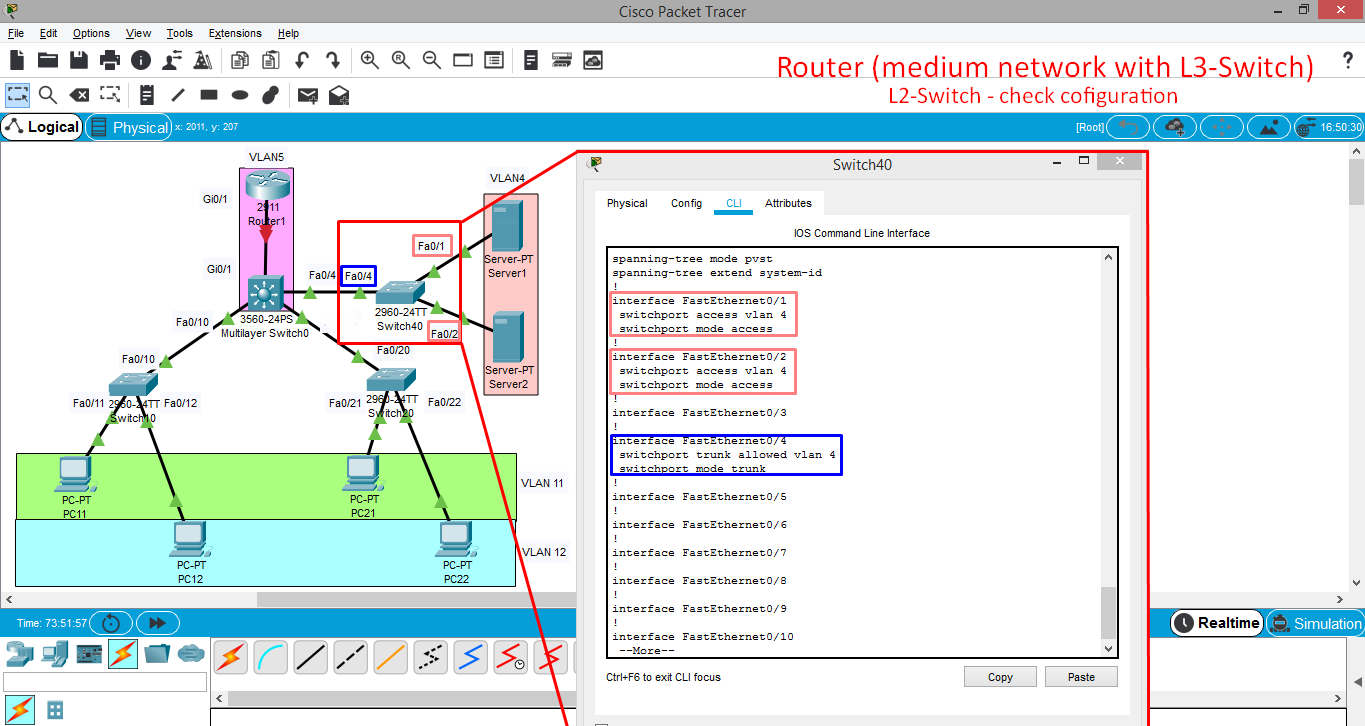 Cisco Packet Tracer
File Edit Options View Tools Extensions Help
Router (medium network with L3-Switch)
L2-Switch - check cofiguration
?
Logical
Physical
x: 2011, y: 207
[Root]
16:50:30
VLAN5
Gi0/1
2911
Router1
Gi0/1
3560-24PS
Multilayer Switch0
Fa0/4
Fa0/4
Fa0/1
2960-24TT
Switch40
Fa0/2
VLAN4
Server-PT
Server1
Server-PT
Server2
Fa0/10
Fa0/10
Fa0/11
2960-24TT
Switch10
Fa0/12
Fa0/20
Fa0/21
2960-24TT
Switch20
Fa0/22
PC-PT
PC11
PC-PT
PC21
VLAN 11
PC-PT
PC12
PC-PT
PC22
VLAN 12
Switch40
Physical Config CLI Attributes
IOS Command Line Interface
spanning-tree mode pvst
spanning-tree extend system-id
!
interface FastEthernet0/1
switchport access vlan 4
switchport mode access
!
interface FastEthernet0/2
switchport access vlan 4
switchport mode access
!
interface FastEthernet0/3
!
interface FastEthernet0/4
switchport trunk allowed vlan 4
switchport mode trunk
!
interface FastEthernet0/5
!
interface FastEthernet0/6
!
interface FastEthernet0/7
!
interface FastEthernet0/8
!
interface FastEthernet0/9
!
interface FastEthernet0/10
--More--
Ctrl+F6 to exit CLI focus
Copy
Paste
Time: 73:51:57
Realtime
Simulation